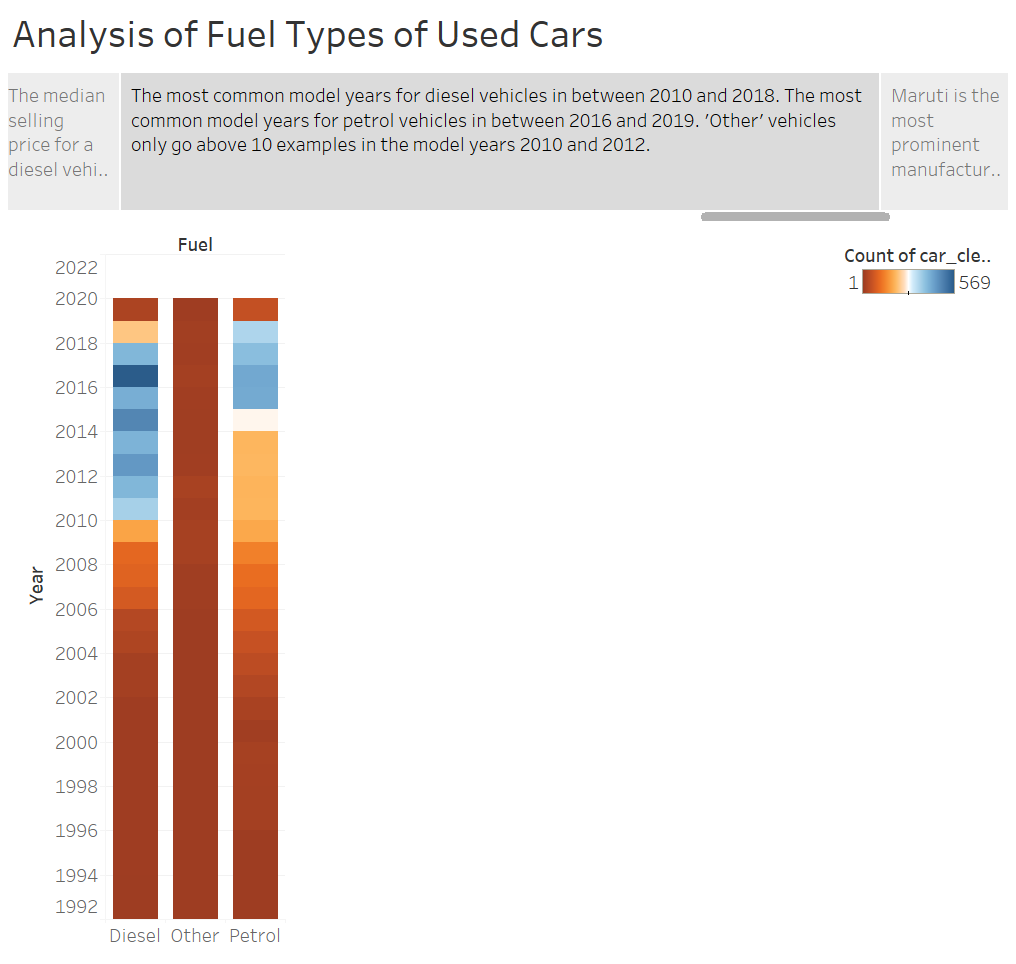 Analysis of Fuel Types of Used Cars
The median
selling
price for a
diesel vehi..
The most common model years for diesel vehicles in between 2010 and 2018. The most
common model years for petrol vehicles in between 2016 and 2019. 'Other' vehicles
only go above 10 examples in the model years 2010 and 2012.
Maruti is the
most
prominent
manufactur..
Fuel
Count of car_cle..
1 569
2022
2020
2018
2016
2014
2012
2010
2008
Year
2006
2004
2002
2000
1998
1996
1994
1992
Diesel Other Petrol